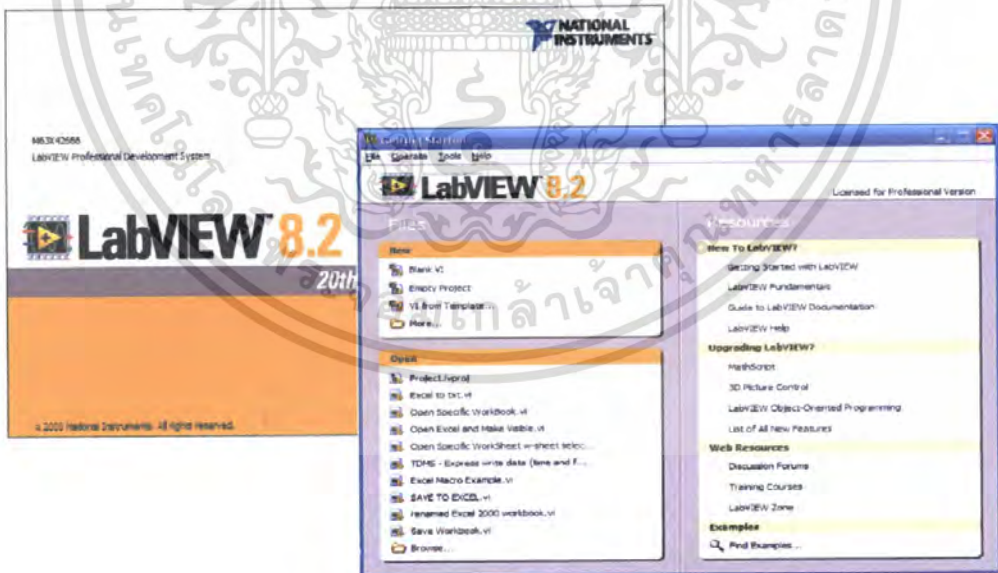 NATIONAL
INSTRUMENTS
LabVIEW Professional Development System
LabVIEW 8.2
20th
National Instruments. All rights reserved.
Getting Started
File Operate Tools Help
LabVIEW 8.2
Licensed for Professional Version
FILES
New
Blank VI
Empty Project
VI from Template...
More...
Open
Project.lvproj
Excel to txt.vi
Open Specific WorkBook.vi
Open Excel and Make Visible.vi
Open Specific WorkSheet w-sheet selec...
TDMS - Express write data (time and f...
Excel Macro Example.vi
SAVE TO EXCEL.vi
renamed Excel 2000 workbook.vi
Save Workbook.vi
Browse...
Resources
New To LabVIEW?
Getting Started with LabVIEW
LabVIEW Fundamentals
Guide to LabVIEW Documentation
LabVIEW Help
Upgrading LabVIEW?
MathScript
3D Picture Control
LabVIEW Object-Oriented Programming
List of All New Features
Web Resources
Discussion Forums
Training Courses
LabVIEW Zone
Examples
Find Examples...